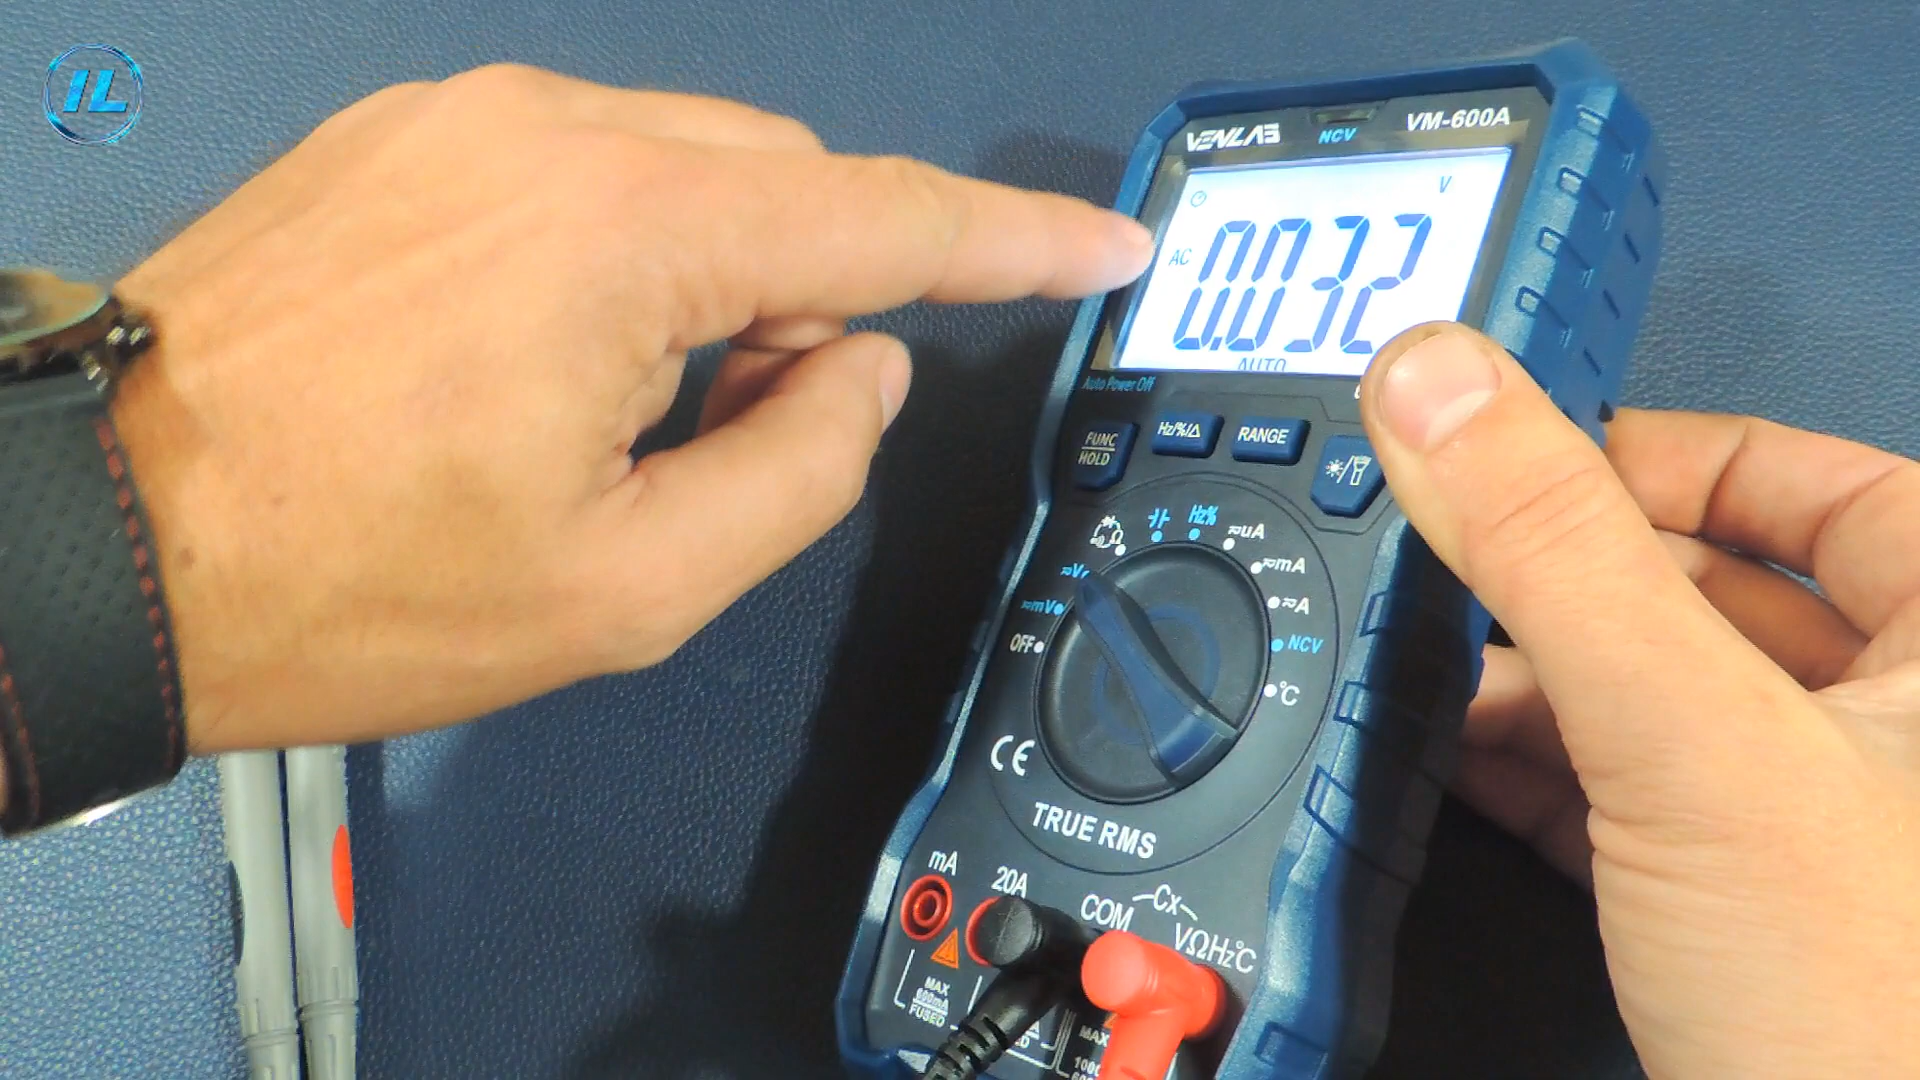 IL
VENLAB
NCV
VM-600A
V
AC
0.032
AUTO
Auto Power Off
FUNC
HOLD
Hz/%/Δ
RANGE
Hz%
uA
mA
A
NCV
°C
V
mV
OFF
CE
TRUE RMS
mA
20A
COM
Cx
VΩHz°C
MAX
600mA
FUSED
MAX